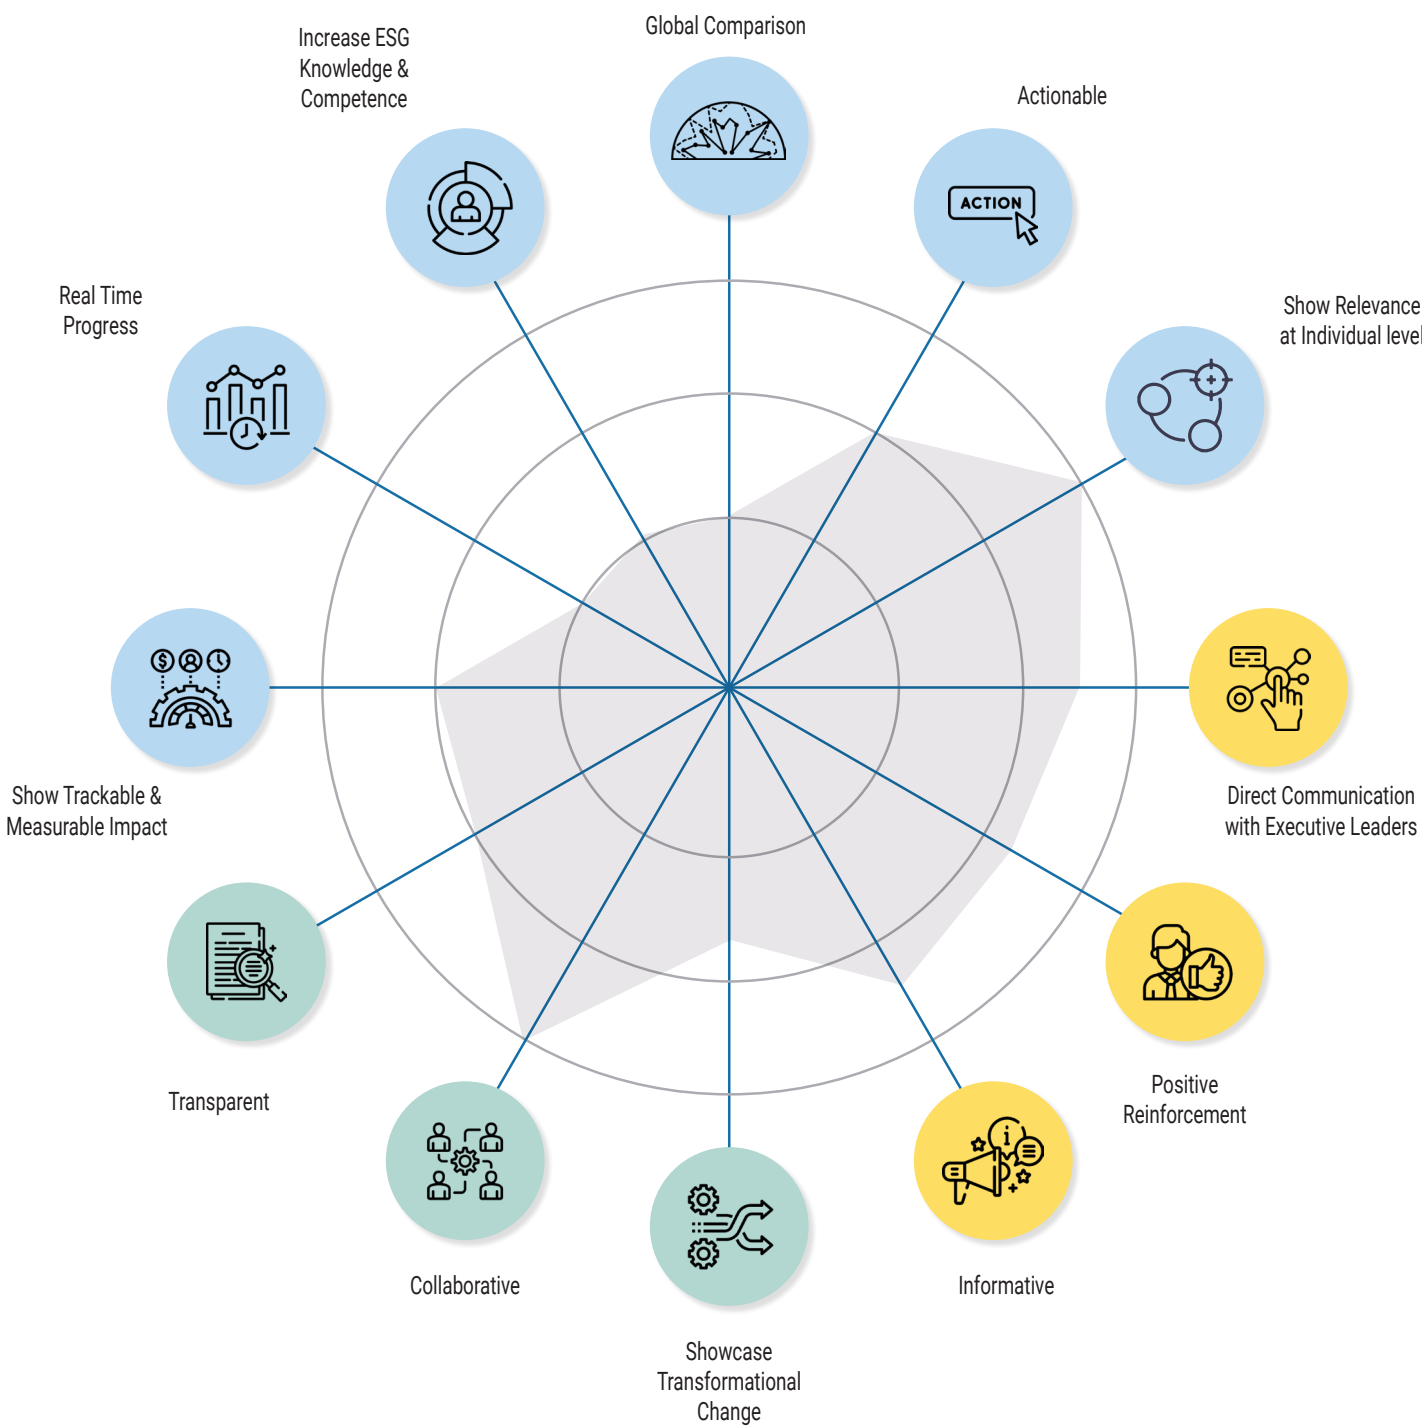 Global Comparison
Increase ESG
Knowledge &
Competence
Actionable
ACTION
Real Time
Progress
Show Relevance
at Individual level
$
Show Trackable &
Measurable Impact
Direct Communication
with Executive Leaders
Transparent
Positive
Reinforcement
i
Collaborative
Informative
Showcase
Transformational
Change